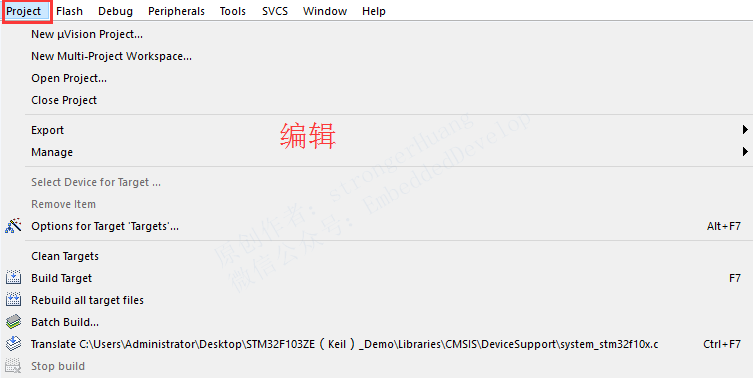 Project Flash Debug Peripherals Tools SVCS Window Help
New µVision Project...
New Multi-Project Workspace...
Open Project...
Close Project
Export
编辑
Manage
Select Device for Target ...
Remove Item
Options for Target 'Targets'... Alt+F7
Clean Targets
Build Target F7
Rebuild all target files
Batch Build...
Translate C:\Users\Administrator\Desktop\STM32F103ZE（Keil）_Demo\Libraries\CMSIS\DeviceSupport\system_stm32f10x.c Ctrl+F7
Stop build
原创作者：strongerHuang
微信公众号：EmbeddedDevelop